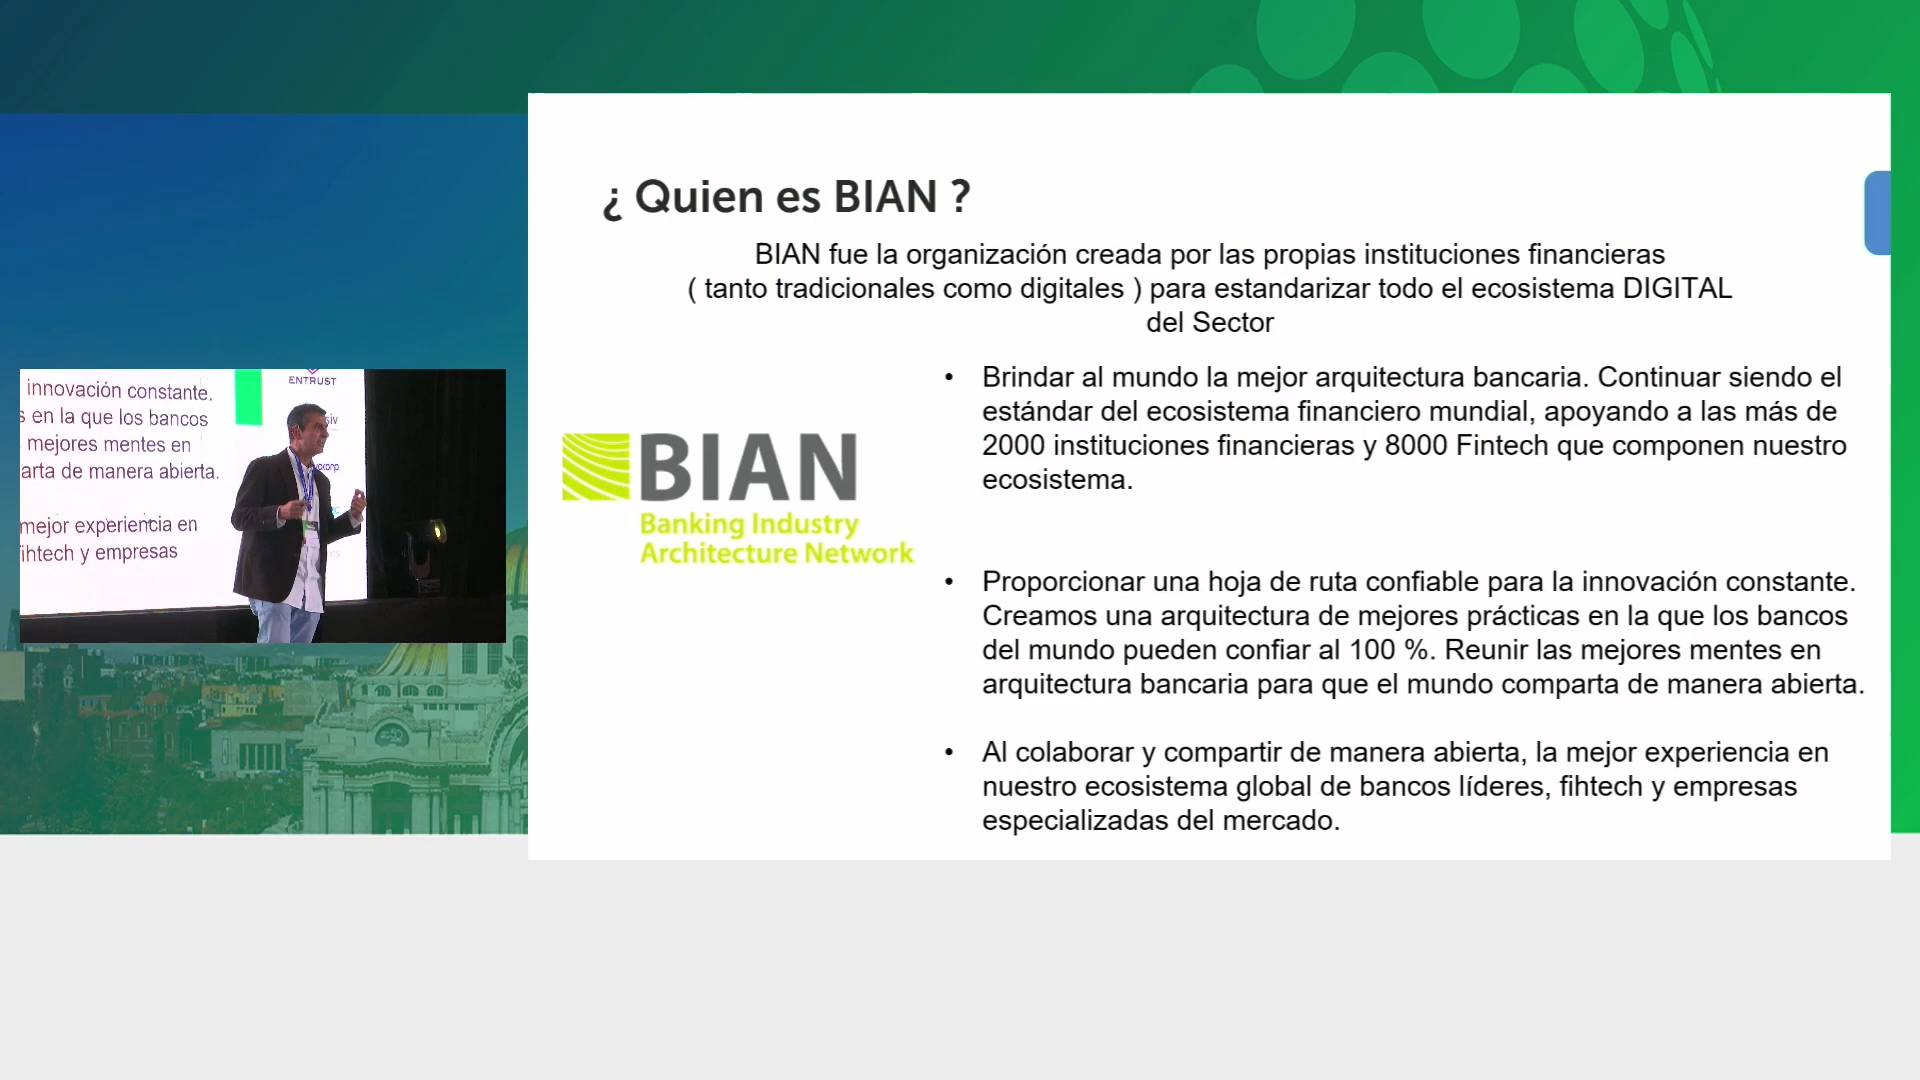 ¿ Quien es BIAN ?
BIAN fue la organización creada por las propias instituciones financieras
( tanto tradicionales como digitales ) para estandarizar todo el ecosistema DIGITAL
del Sector
• Brindar al mundo la mejor arquitectura bancaria. Continuar siendo el
estándar del ecosistema financiero mundial, apoyando a las más de
2000 instituciones financieras y 8000 Fintech que componen nuestro
ecosistema.
BIAN
Banking Industry
Architecture Network
• Proporcionar una hoja de ruta confiable para la innovación constante.
Creamos una arquitectura de mejores prácticas en la que los bancos
del mundo pueden confiar al 100 %. Reunir las mejores mentes en
arquitectura bancaria para que el mundo comparta de manera abierta.
• Al colaborar y compartir de manera abierta, la mejor experiencia en
nuestro ecosistema global de bancos líderes, fihtech y empresas
especializadas del mercado.
innovación constante.
en la que los bancos
mejores mentes en
arta de manera abierta.
mejor experiencia en
fihtech y empresas
ENTRUST